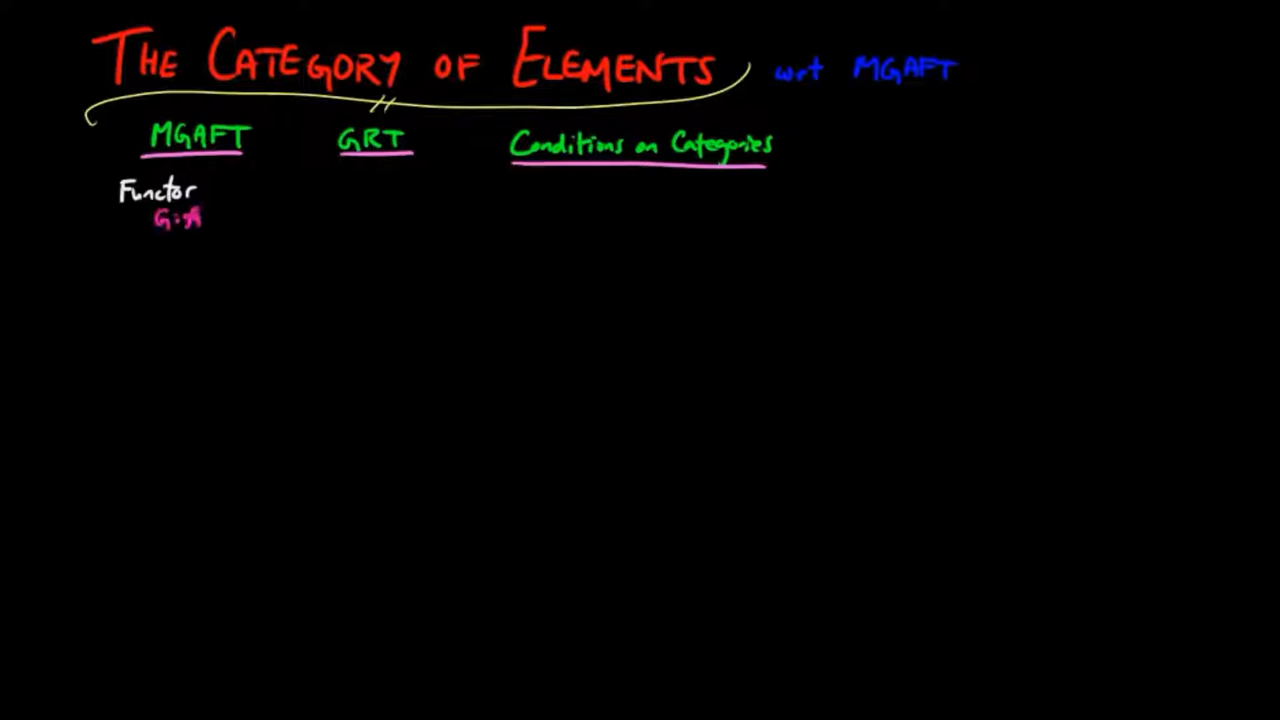 THE CATEGORY OF ELEMENTS wrt MGAFT
MGAFT GRT Conditions on Categories
Functor
G:A